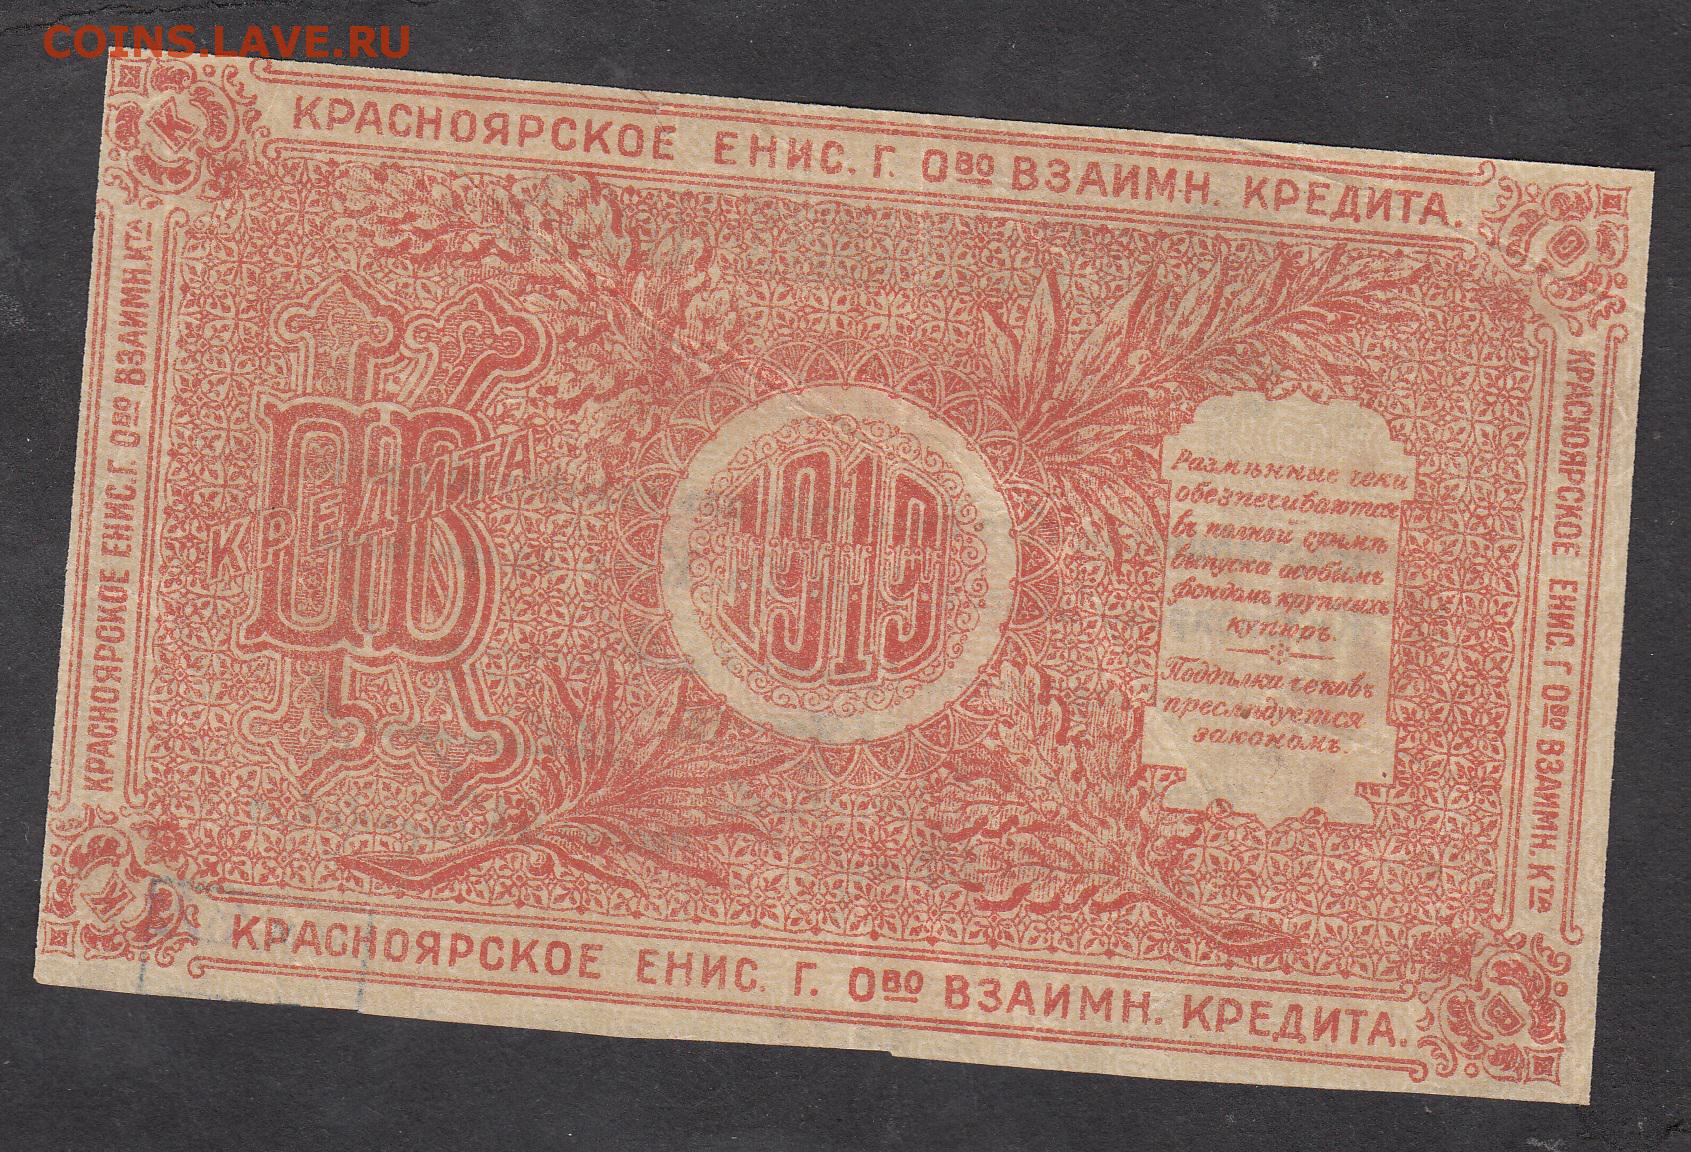 COINS.LAVE.RU
КРАСНОЯРСКОЕ ЕНИС. Г. Ово ВЗАИМН. КРЕДИТА.
КРАСНОЯРСКОЕ ЕНИС. Г. Ово ВЗАИМН. Кта
К
О
К
В
КРЕДИТА
1919
Размѣнные чеки
обезпечиваются
въ полной суммѣ
выпуска особымъ
фондомъ крупныхъ
купюръ.
Поддѣлка чековъ
преслѣдуется
закономъ.
КРАСНОЯРСКОЕ ЕНИС. Г. Ово ВЗАИМН. Кта
КРАСНОЯРСКОЕ ЕНИС. Г. Ово ВЗАИМН. КРЕДИТА.